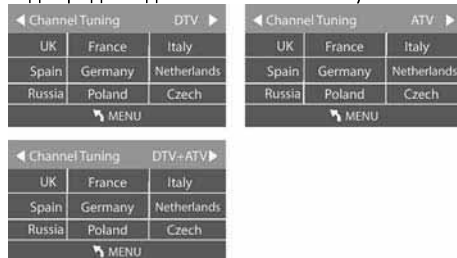 Channel Tuning DTV
UK France Italy
Spain Germany Netherlands
Russia Poland Czech
MENU
Channel Tuning ATV
UK France Italy
Spain Germany Netherlands
Russia Poland Czech
MENU
Channel Tuning DTV+ATV
UK France Italy
Spain Germany Netherlands
Russia Poland Czech
MENU